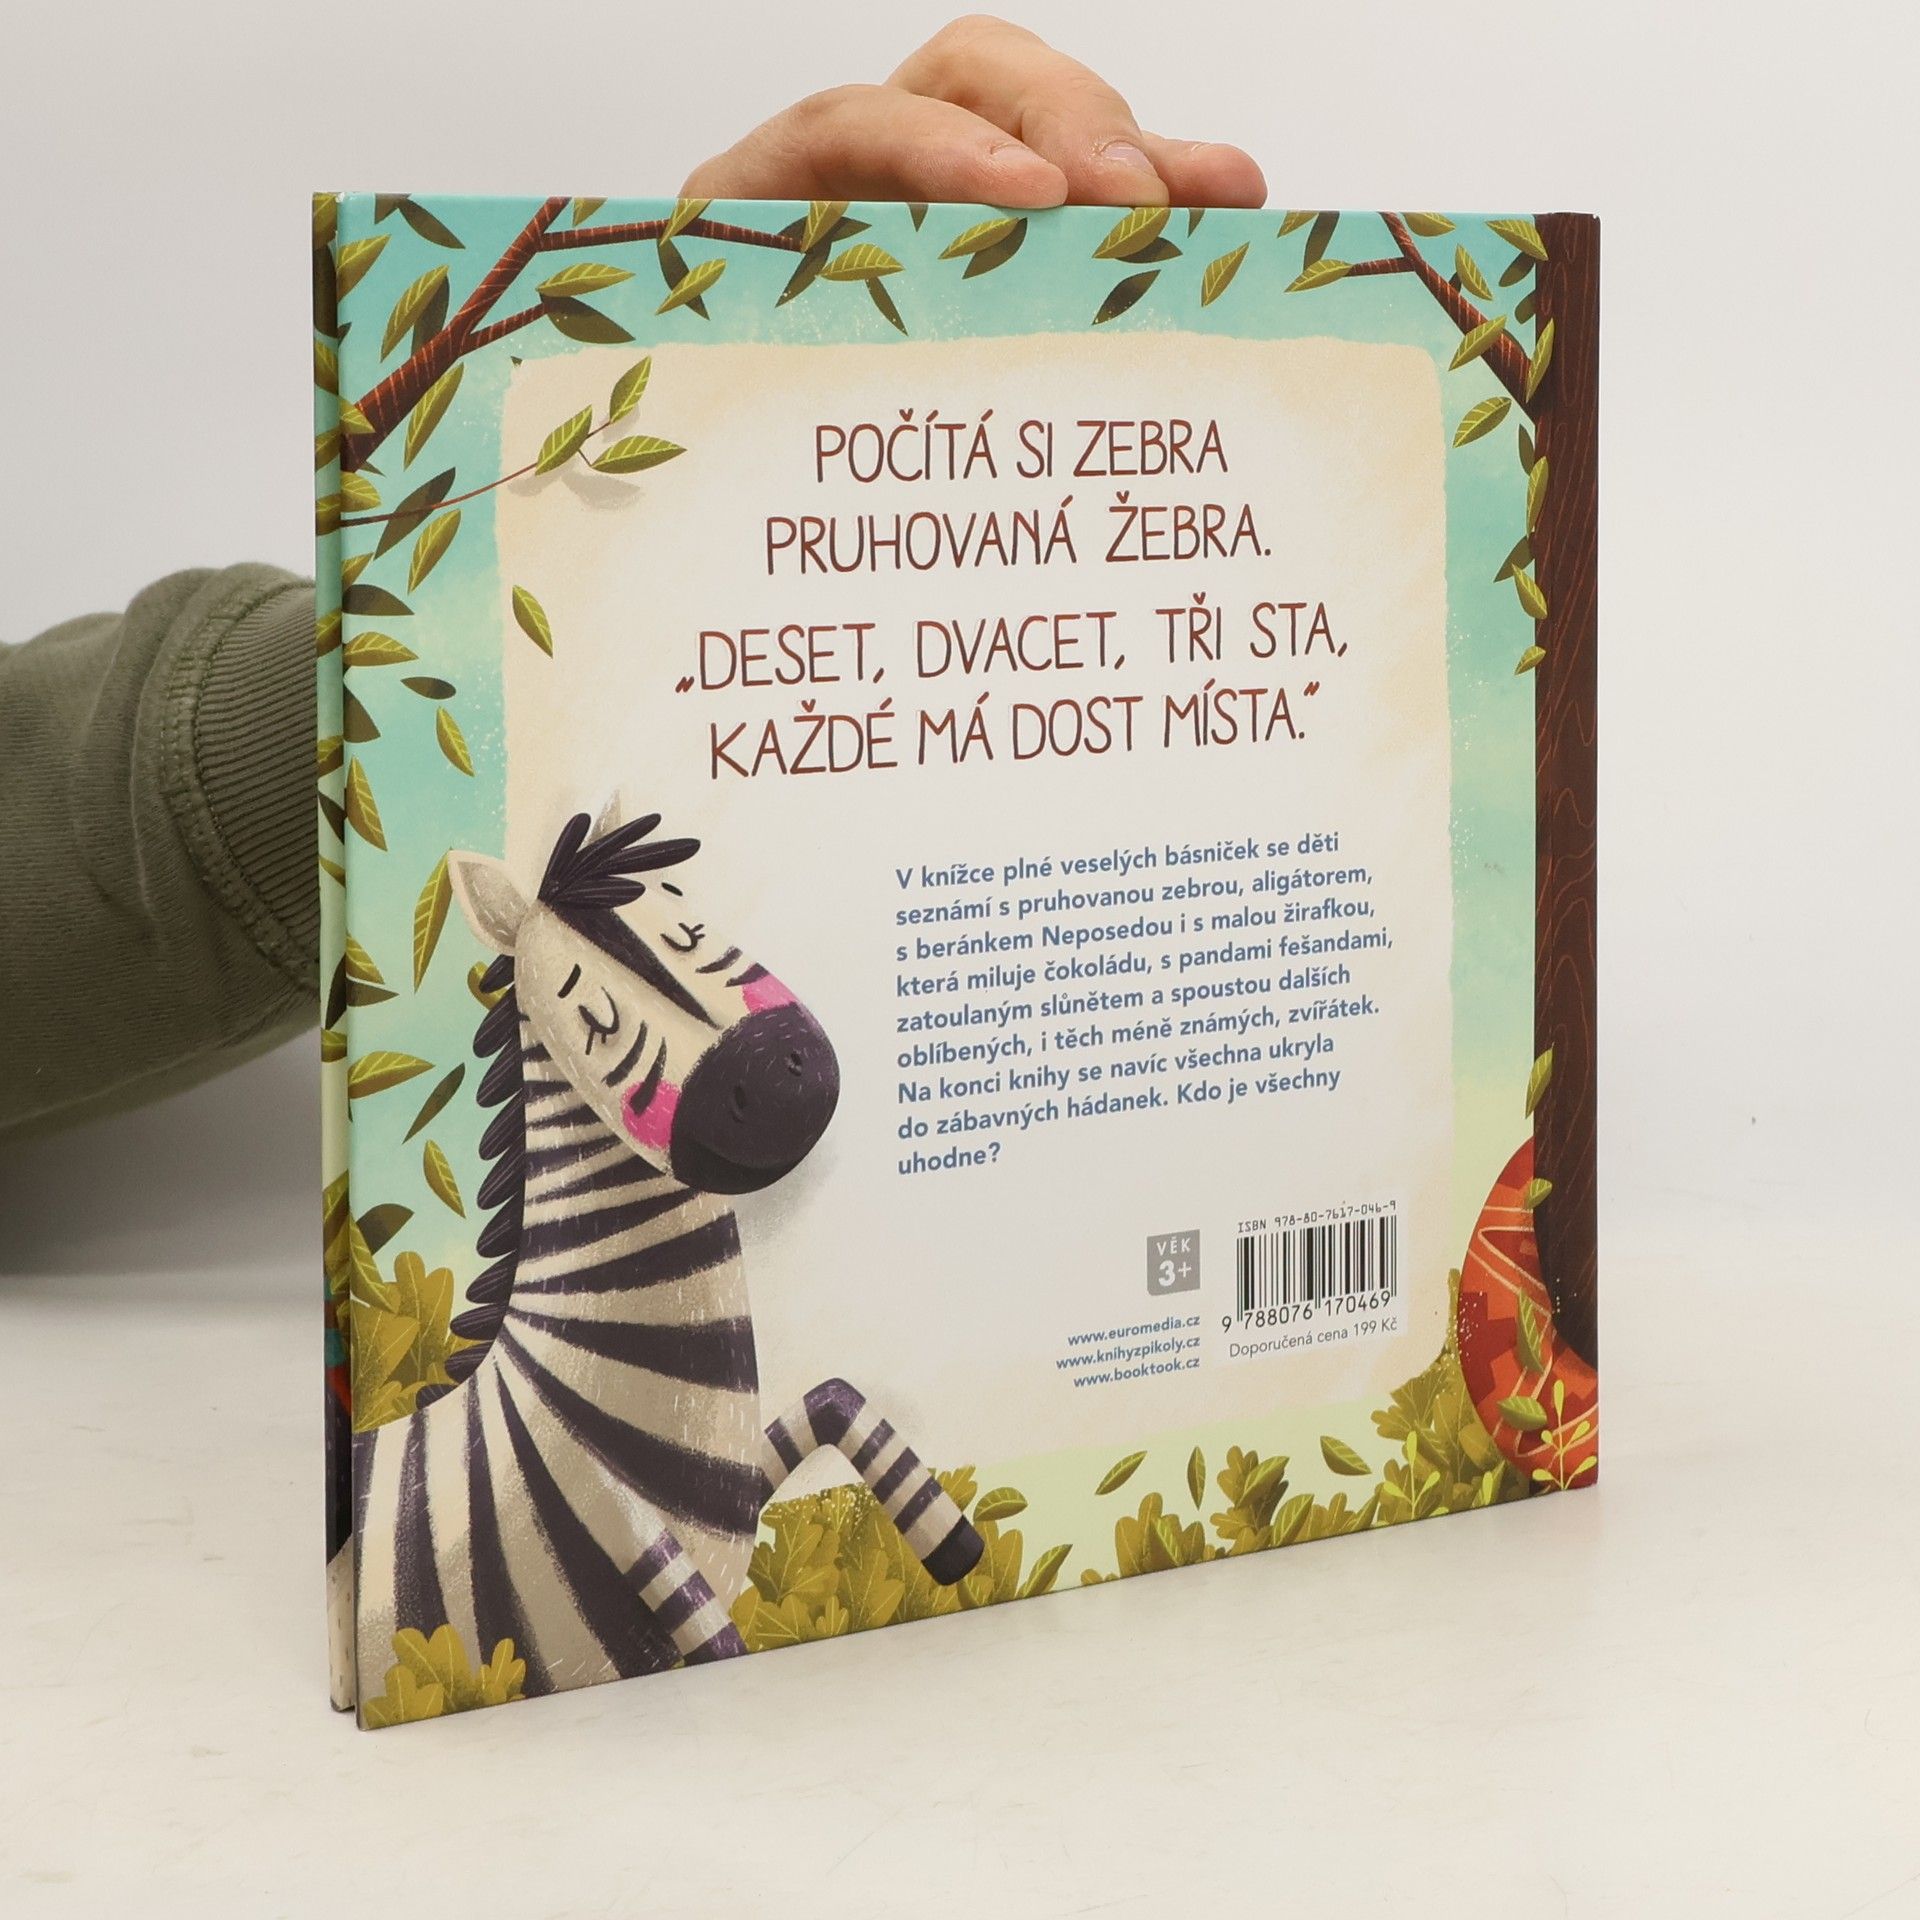 POČÍTÁ SI ZEBRA
PRUHOVANÁ ŽEBRA.
„DESET, DVACET, TŘI STA,
KAŽDÉ MÁ DOST MÍSTA."
V knížce plné veselých básniček se děti
seznámí s pruhovanou zebrou, aligátorem,
s beránkem Neposedou i s malou žirafkou,
která miluje čokoládu, s pandami fešandami,
zatoulaným slůnětem a spoustou dalších
oblíbených, i těch méně známých, zvířátek.
Na konci knihy se navíc všechna ukryla
do zábavných hádanek. Kdo je všechny
uhodne?
VĚK
3+
ISBN 978-80-7617-046-9
9 788076 170469
Doporučená cena 199 Kč
www.euromedia.cz
www.knihyzpikoly.cz
www.booktook.cz